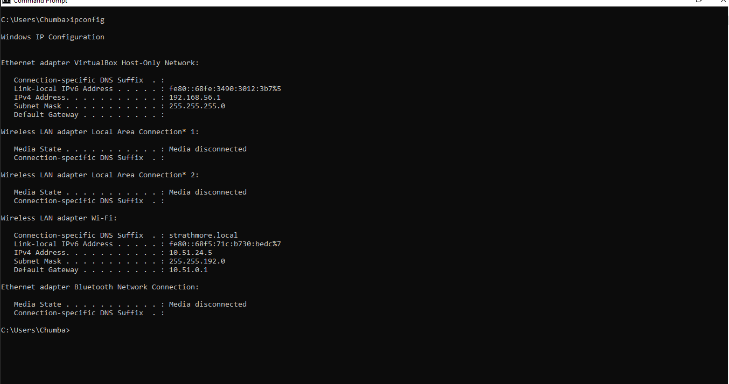 Command Prompt
C:\Users\Chumba>ipconfig
Windows IP Configuration
Ethernet adapter VirtualBox Host-Only Network:
Connection-specific DNS Suffix . :
Link-local IPv6 Address . . . . . : fe80::68fe:3490:3012:3b7%5
IPv4 Address. . . . . . . . . . . : 192.168.56.1
Subnet Mask . . . . . . . . . . . : 255.255.255.0
Default Gateway . . . . . . . . . :
Wireless LAN adapter Local Area Connection* 1:
Media State . . . . . . . . . . . : Media disconnected
Connection-specific DNS Suffix . :
Wireless LAN adapter Local Area Connection* 2:
Media State . . . . . . . . . . . : Media disconnected
Connection-specific DNS Suffix . :
Wireless LAN adapter Wi-Fi:
Connection-specific DNS Suffix . : strathmore.local
Link-local IPv6 Address . . . . . : fe80::68f5:71c:b730:bedc%7
IPv4 Address. . . . . . . . . . . : 10.51.24.5
Subnet Mask . . . . . . . . . . . : 255.255.192.0
Default Gateway . . . . . . . . . : 10.51.0.1
Ethernet adapter Bluetooth Network Connection:
Media State . . . . . . . . . . . : Media disconnected
Connection-specific DNS Suffix . :
C:\Users\Chumba>